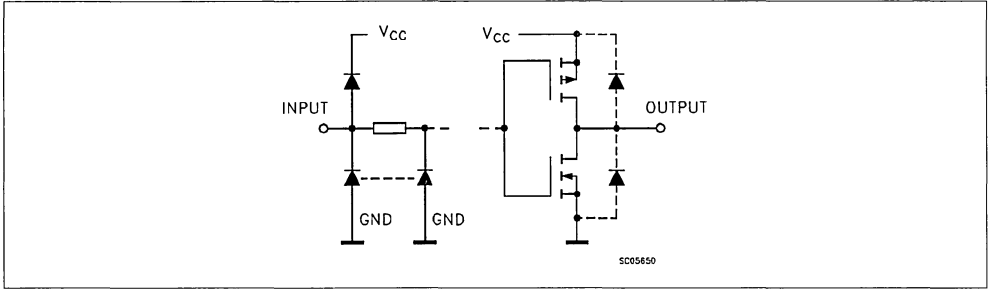 VCC
VCC
INPUT
OUTPUT
GND
GND
SC05650